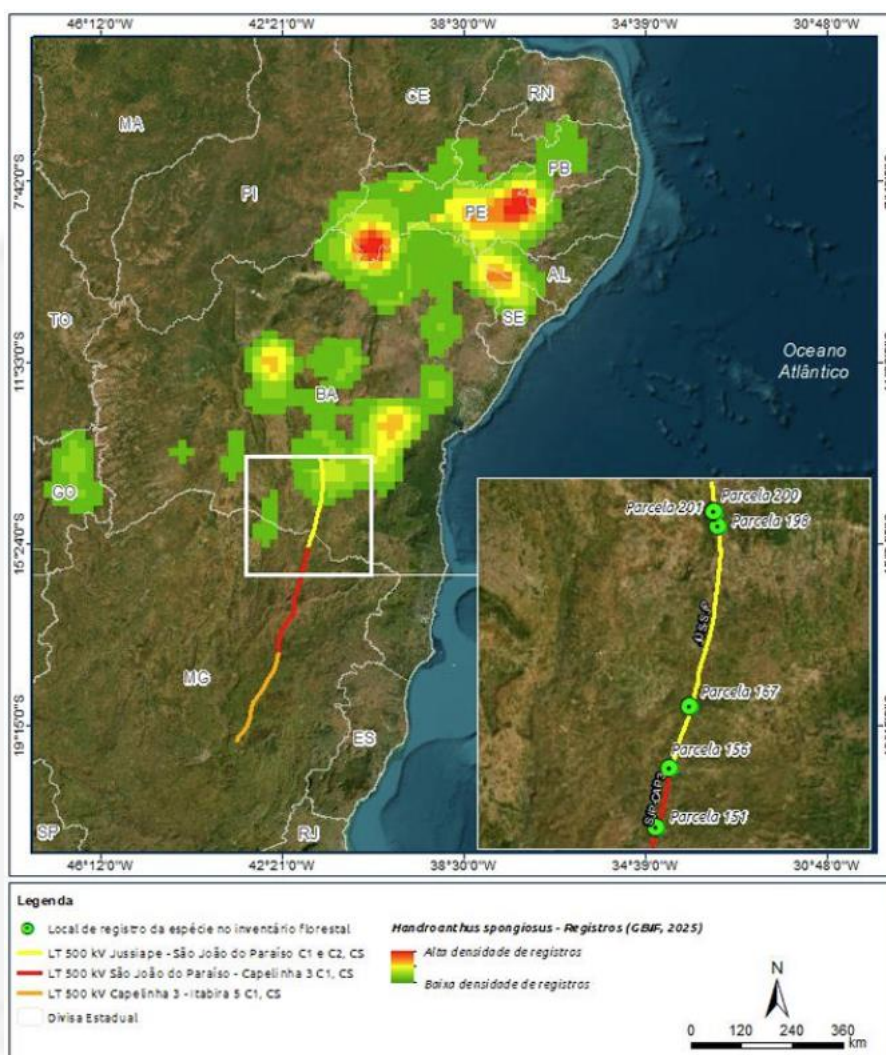 46°12'0"W 42°21'0"W 38°30'0"W 34°39'0"W 30°48'0"W
CE
RN
MA
PB
7°42'0"S
PI
PE
AL
TO
SE
11°33'0"S
Oceano
Atlântico
BA
GO
Parcela 200
Parcela 201
Parcela 198
15°24'0"S
Parcela 167
MG
Parcela 156
19°15'0"S
ES
SJP-CAP3
Parcela 151
SP
RJ
46°12'0"W 42°21'0"W 38°30'0"W 34°39'0"W 30°48'0"W
Legenda
Local de registro da espécie no inventário florestal
LT 500 kV Jussiape - São João do Paraíso C1 e C2, CS
LT 500 kV São João do Paraíso - Capelinha 3 C1, CS
LT 500 kV Capelinha 3 - Itabira 5 C1, CS
Divisa Estadual
Handroanthus spongiosus - Registros (GBIF, 2025)
Alta densidade de registros
Baixa densidade de registros
N
0 120 240 360
km